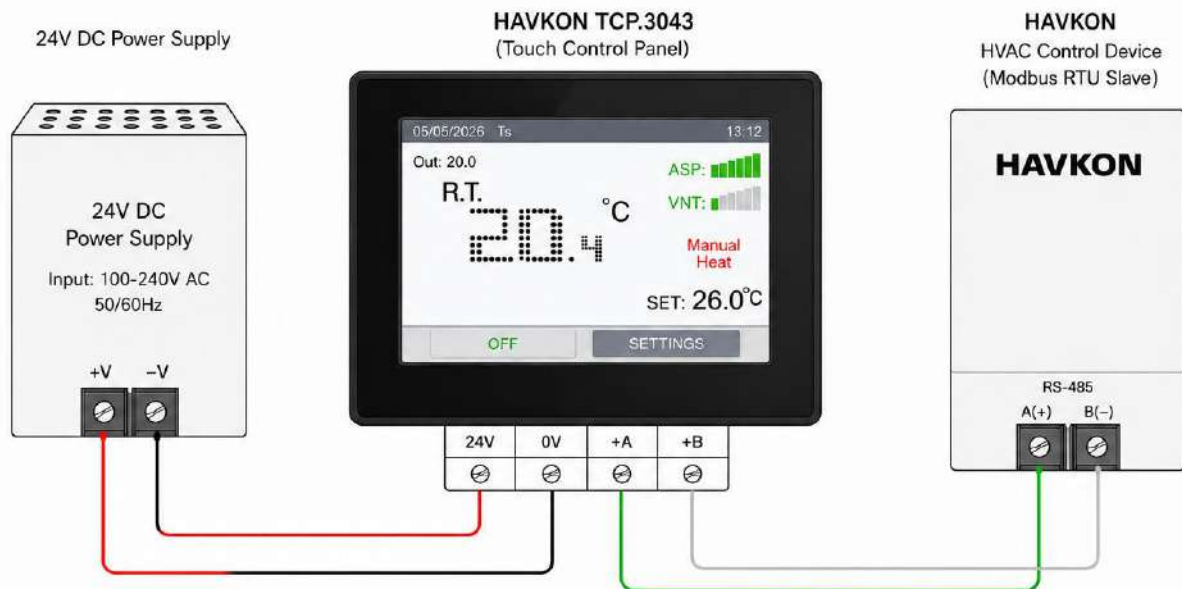 24V DC Power Supply
24V DC
Power Supply
Input: 100-240V AC
50/60Hz
+V
−V
HAVKON TCP.3043
(Touch Control Panel)
05/05/2026 Ts
13:12
Out: 20.0
R.T.
20.4
°C
ASP:
VNT:
Manual
Heat
SET: 26.0°C
OFF
SETTINGS
24V
0V
+A
+B
HAVKON
HVAC Control Device
(Modbus RTU Slave)
HAVKON
RS-485
A(+)
B(−)